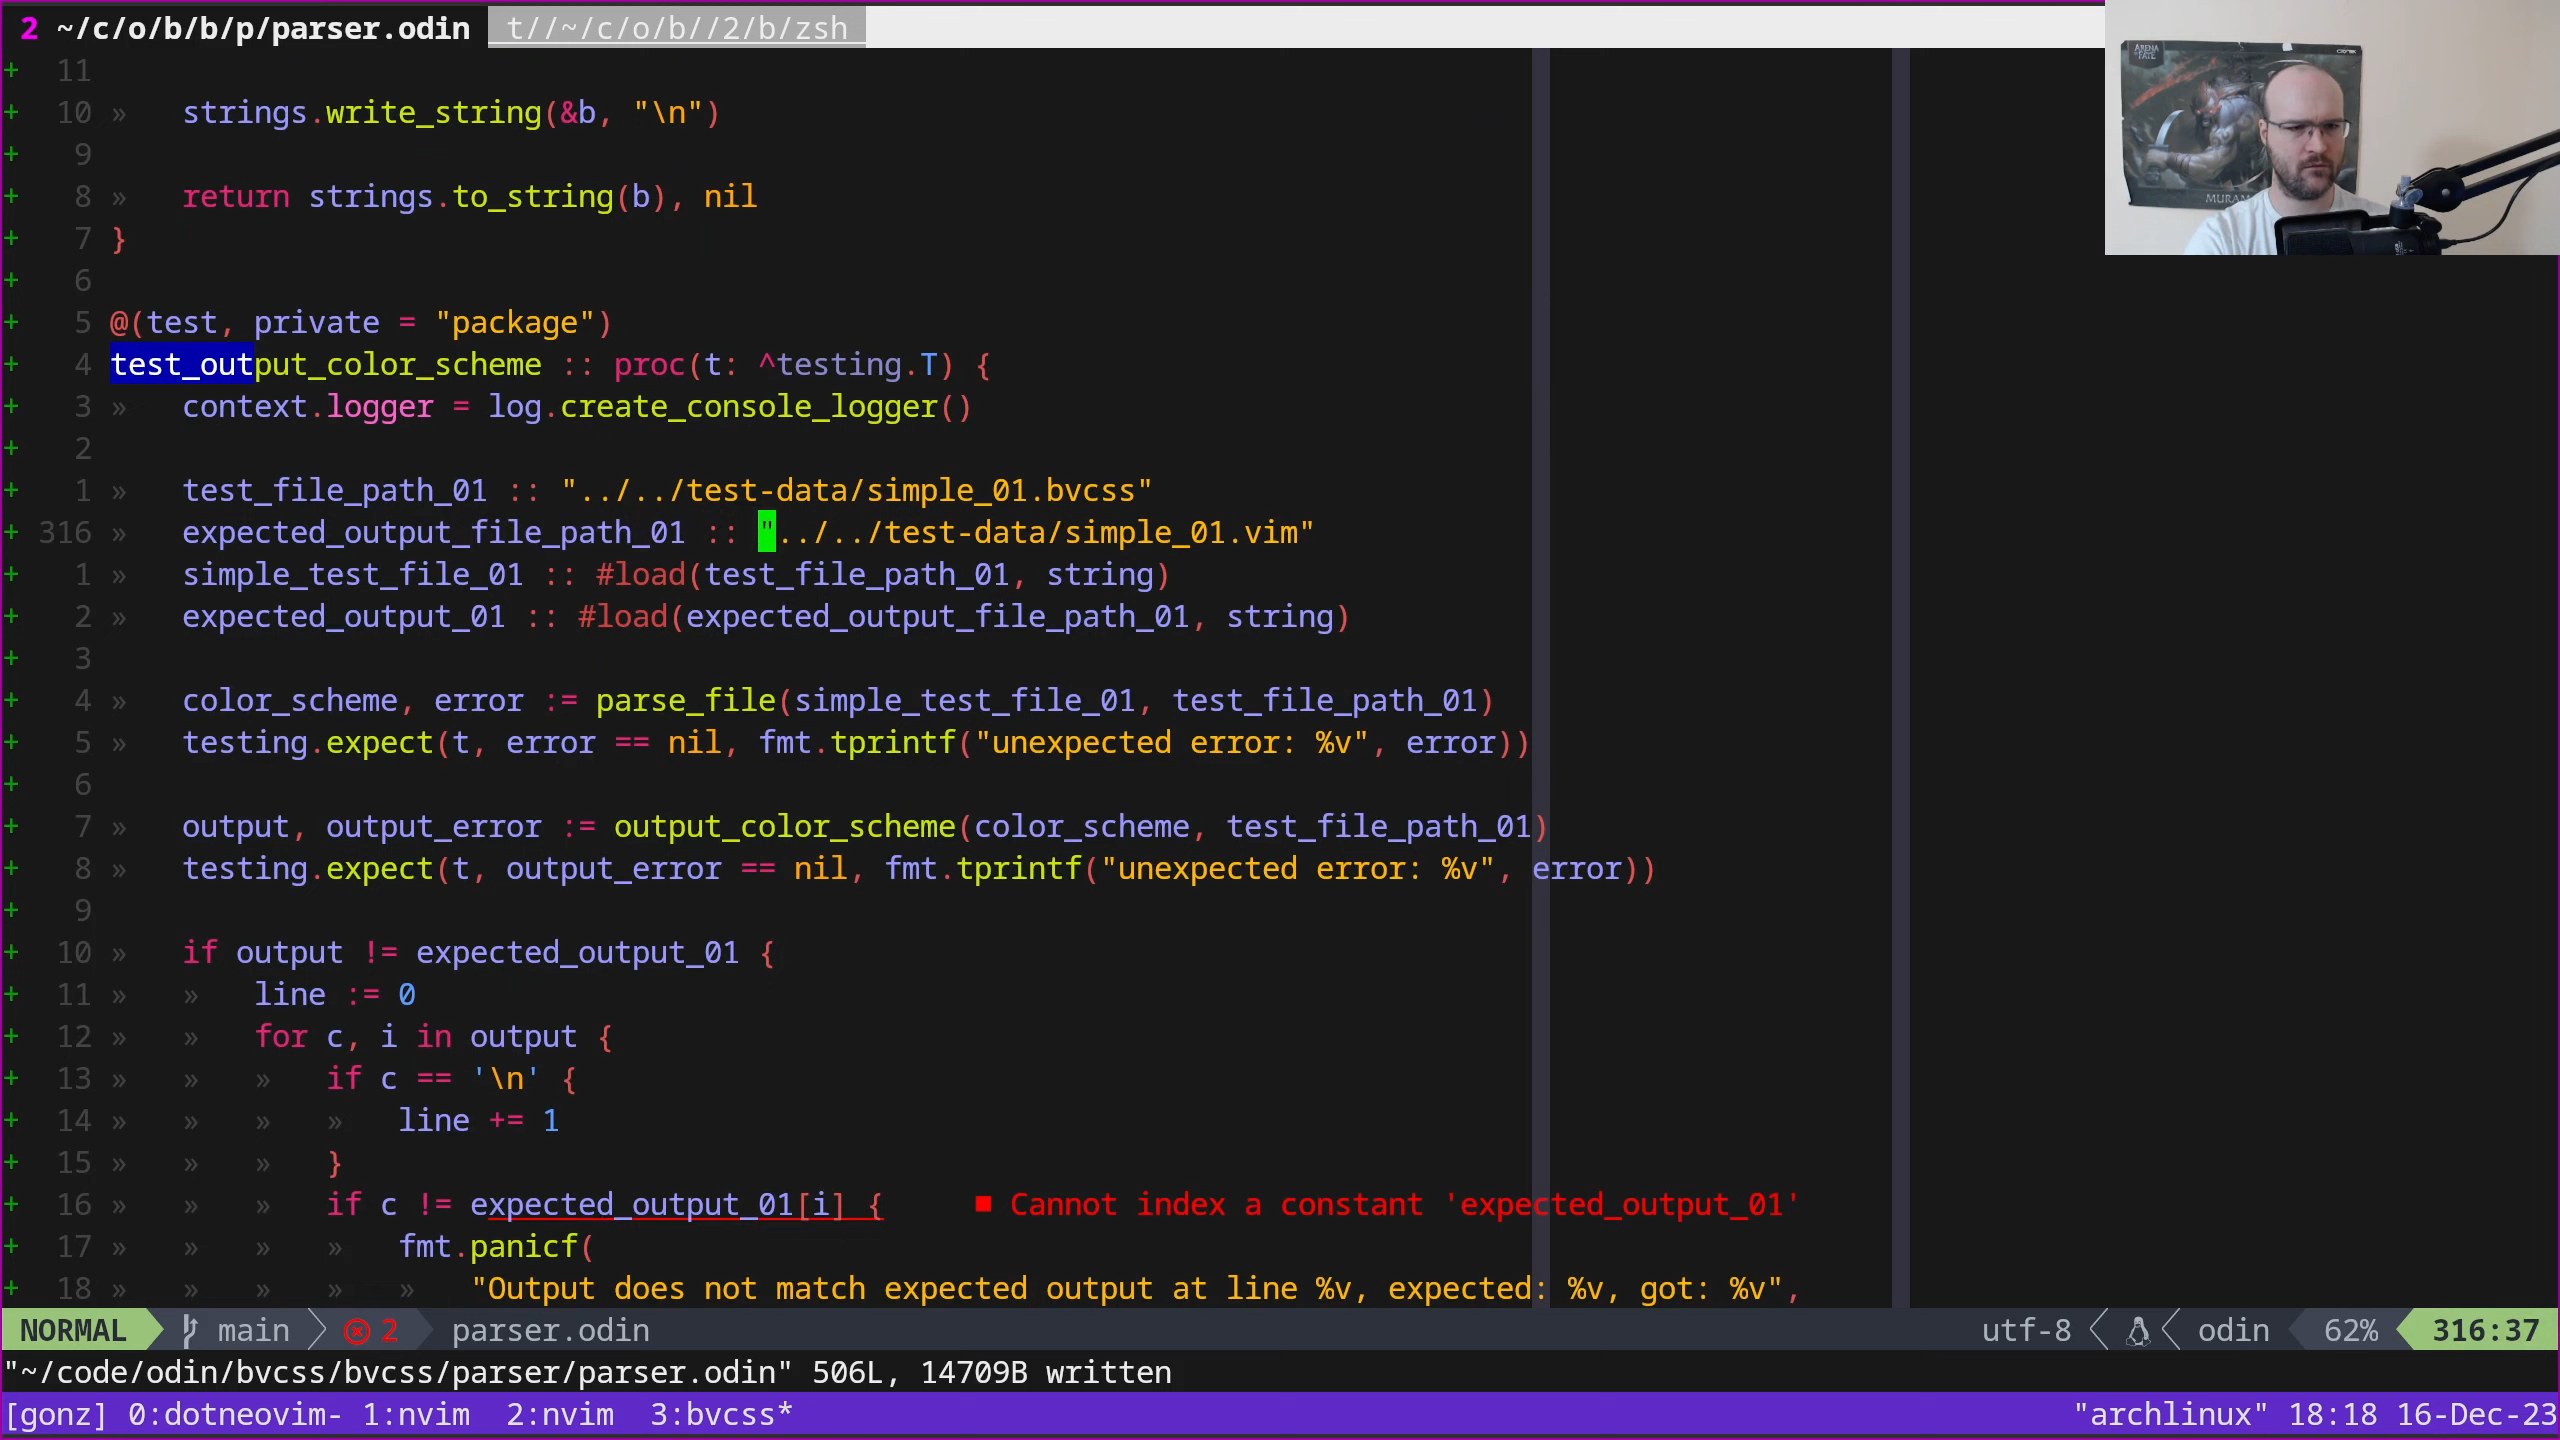 2 ~/c/o/b/b/p/parser.odin t//~/c/o/b//2/b/zsh
ARENA of FATE
MURAM
+ 11
+ 10 » strings.write_string(&b, "\n")
+ 9
+ 8 » return strings.to_string(b), nil
+ 7 }
+ 6
+ 5 @(test, private = "package")
+ 4 test_output_color_scheme :: proc(t: ^testing.T) {
+ 3 » context.logger = log.create_console_logger()
+ 2
+ 1 » test_file_path_01 :: "../../test-data/simple_01.bvcss"
+ 316 » expected_output_file_path_01 :: "../../test-data/simple_01.vim"
+ 1 » simple_test_file_01 :: #load(test_file_path_01, string)
+ 2 » expected_output_01 :: #load(expected_output_file_path_01, string)
+ 3
+ 4 » color_scheme, error := parse_file(simple_test_file_01, test_file_path_01)
+ 5 » testing.expect(t, error == nil, fmt.tprintf("unexpected error: %v", error))
+ 6
+ 7 » output, output_error := output_color_scheme(color_scheme, test_file_path_01)
+ 8 » testing.expect(t, output_error == nil, fmt.tprintf("unexpected error: %v", error))
+ 9
+ 10 » if output != expected_output_01 {
+ 11 » » line := 0
+ 12 » » for c, i in output {
+ 13 » » » if c == '\n' {
+ 14 » » » » line += 1
+ 15 » » » }
+ 16 » » » if c != expected_output_01[i] { ■ Cannot index a constant 'expected_output_01'
+ 17 » » » » fmt.panicf(
+ 18 » » » » » "Output does not match expected output at line %v, expected: %v, got: %v",
NORMAL main 2 parser.odin utf-8 odin 62% 316:37
"~/code/odin/bvcss/bvcss/parser/parser.odin" 506L, 14709B written
[gonz] 0:dotneovim- 1:nvim 2:nvim 3:bvcss* "archlinux" 18:18 16-Dec-23